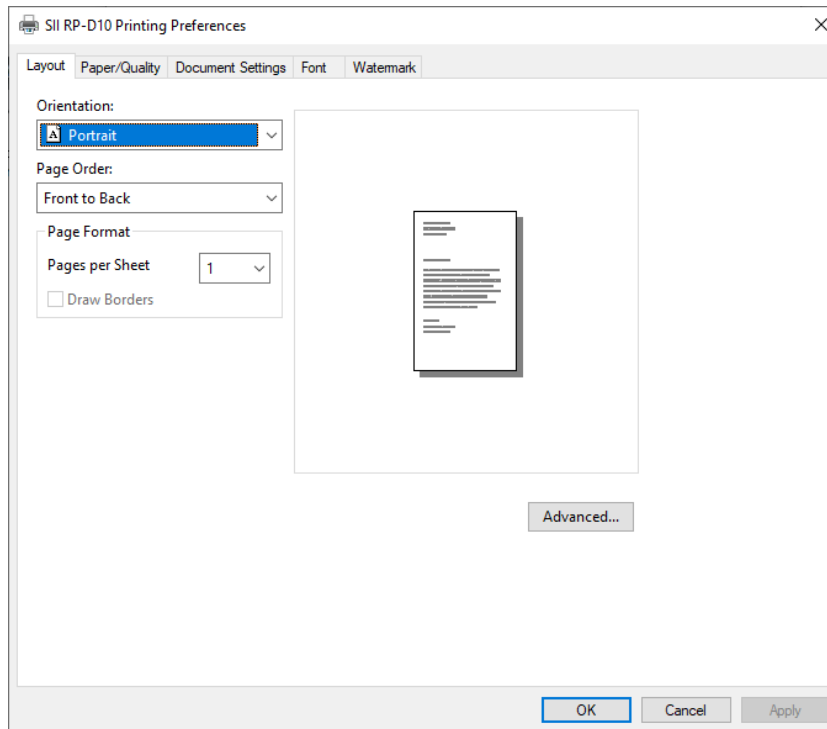 SII RP-D10 Printing Preferences
Layout Paper/Quality Document Settings Font Watermark
Orientation:
A Portrait
Page Order:
Front to Back
Page Format
Pages per Sheet 1
Draw Borders
Advanced...
OK Cancel Apply